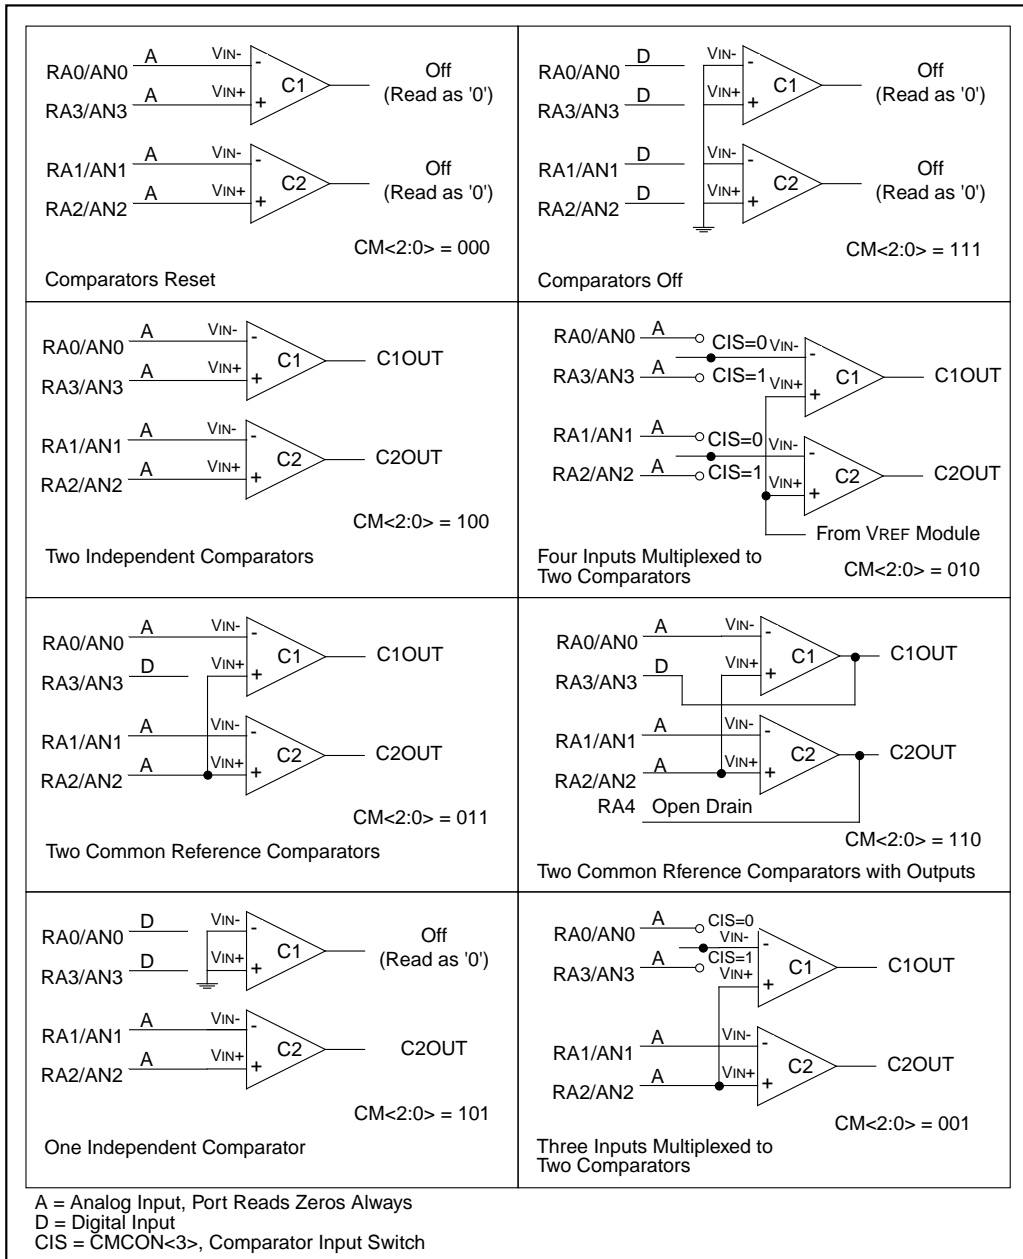 RA0/AN0 A VIN- -
C1 Off
(Read as '0')
RA3/AN3 A VIN+ +
RA1/AN1 A VIN- -
C2 Off
(Read as '0')
RA2/AN2 A VIN+ +
CM<2:0> = 000
Comparators Reset
RA0/AN0 D VIN- -
C1 Off
(Read as '0')
RA3/AN3 D VIN+ +
RA1/AN1 D VIN- -
C2 Off
(Read as '0')
RA2/AN2 D VIN+ +
CM<2:0> = 111
Comparators Off
RA0/AN0 A VIN- -
C1 C1OUT
RA3/AN3 A VIN+ +
RA1/AN1 A VIN- -
C2 C2OUT
RA2/AN2 A VIN+ +
CM<2:0> = 100
Two Independent Comparators
RA0/AN0 A CIS=0 VIN- -
C1 C1OUT
RA3/AN3 A CIS=1 VIN+ +
RA1/AN1 A CIS=0 VIN- -
C2 C2OUT
RA2/AN2 A CIS=1 VIN+ +
From VREF Module
CM<2:0> = 010
Four Inputs Multiplexed to
Two Comparators
RA0/AN0 A VIN- -
C1 C1OUT
RA3/AN3 D VIN+ +
RA1/AN1 A VIN- -
C2 C2OUT
RA2/AN2 A VIN+ +
CM<2:0> = 011
Two Common Reference Comparators
RA0/AN0 A VIN- -
C1 C1OUT
RA3/AN3 D VIN+ +
RA1/AN1 A VIN- -
C2 C2OUT
RA2/AN2 A VIN+ +
RA4 Open Drain
CM<2:0> = 110
Two Common Rference Comparators with Outputs
RA0/AN0 D VIN- -
C1 Off
(Read as '0')
RA3/AN3 D VIN+ +
RA1/AN1 A VIN- -
C2 C2OUT
RA2/AN2 A VIN+ +
CM<2:0> = 101
One Independent Comparator
RA0/AN0 A CIS=0 VIN- -
C1 C1OUT
RA3/AN3 A CIS=1 VIN+ +
RA1/AN1 A VIN- -
C2 C2OUT
RA2/AN2 A VIN+ +
CM<2:0> = 001
Three Inputs Multiplexed to
Two Comparators
A = Analog Input, Port Reads Zeros Always
D = Digital Input
CIS = CMCON<3>, Comparator Input Switch